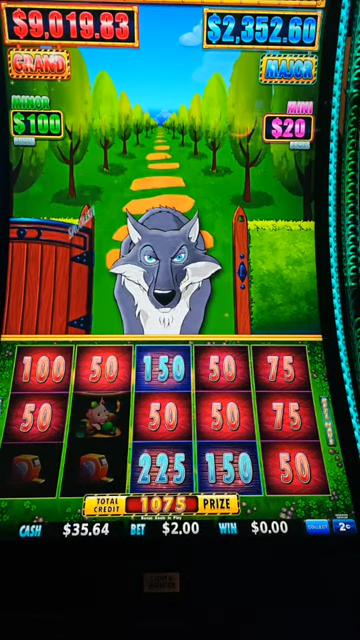 $9,019.83 $2,352.60
GRAND MAJOR
MINOR MINI
$100 $20
100 50 150 50 75
50 50 50 75
225 150 50
TOTAL CREDIT 1075 PRIZE
CASH $35.64 BET $2.00 WIN $0.00 COLLECT 2¢